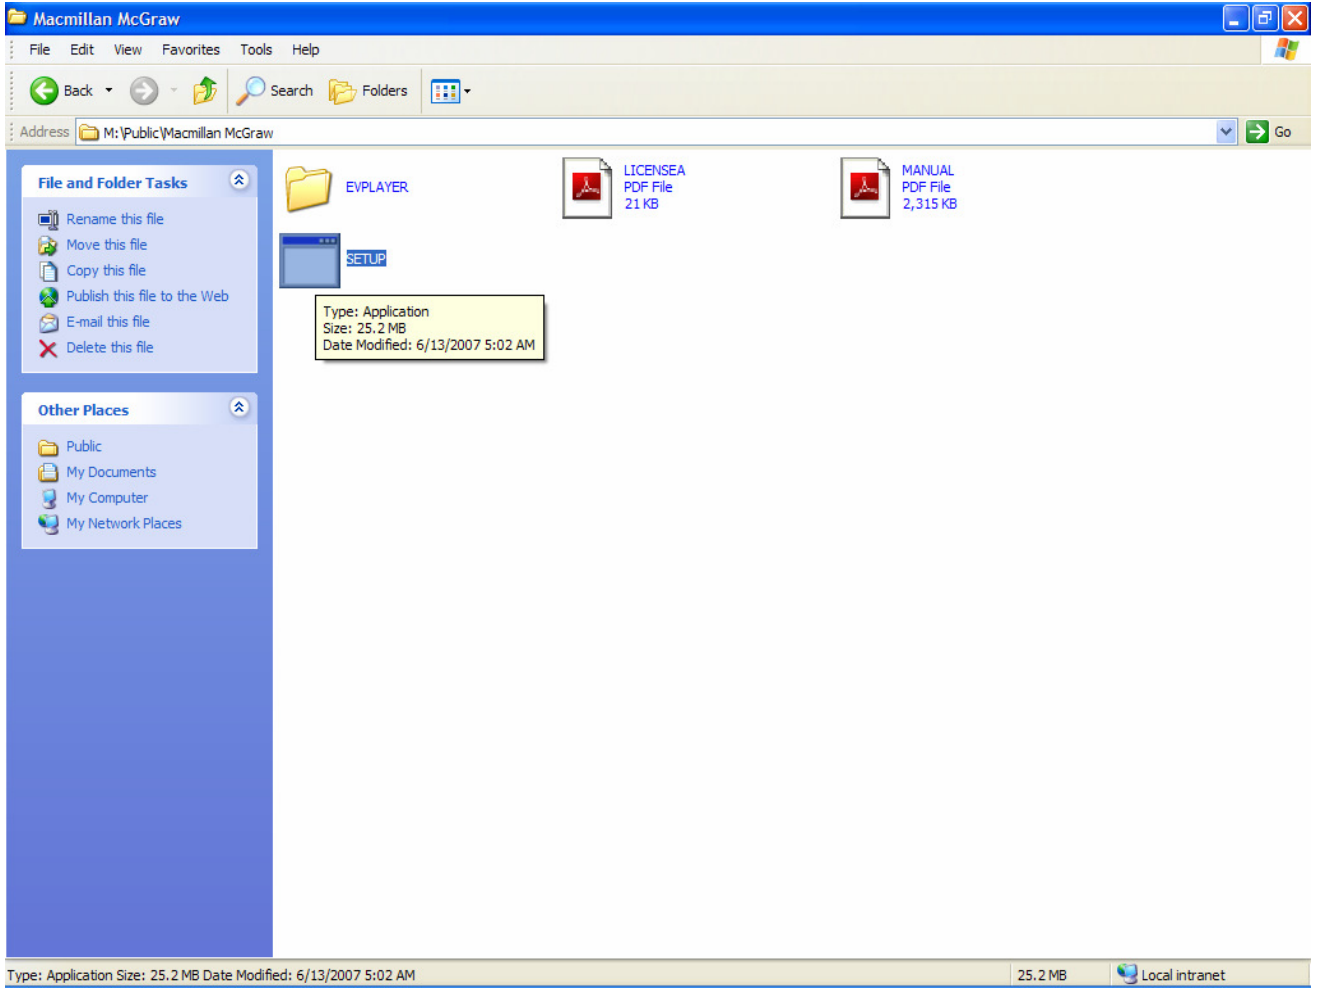 Macmillan McGraw
File Edit View Favorites Tools Help
Back Search Folders
Address M:\Public\Macmillan McGraw Go
File and Folder Tasks
Rename this file
Move this file
Copy this file
Publish this file to the Web
E-mail this file
Delete this file
Other Places
Public
My Documents
My Computer
My Network Places
EVPLAYER
LICENSEA
PDF File
21 KB
MANUAL
PDF File
2,315 KB
SETUP
Type: Application
Size: 25.2 MB
Date Modified: 6/13/2007 5:02 AM
Type: Application Size: 25.2 MB Date Modified: 6/13/2007 5:02 AM 25.2 MB Local intranet